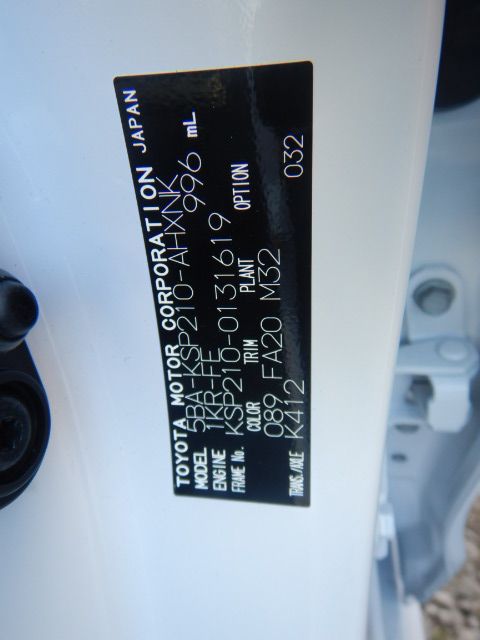 TOYOTA MOTOR CORPORATION JAPAN
MODEL 5BA-KSP210-AHXNK
ENGINE 1KR-FE 996 mL
FRAME No. KSP210-0131619
COLOR TRIM PLANT OPTION
089 FA20 M32 032
TRANS./AXLE K412